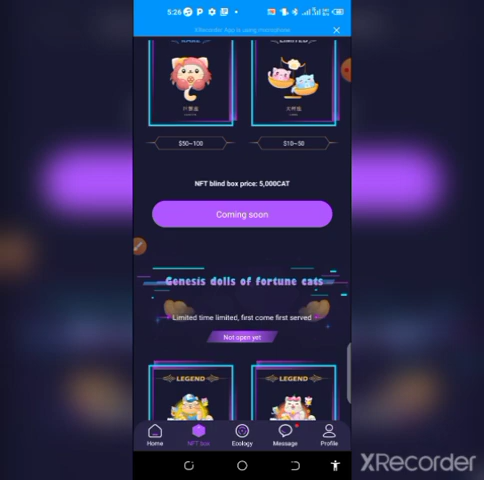 5:26
XRecorder App is using microphone
LIMITED
$50~100
$10~50
NFT blind box price: 5,000CAT
Coming soon
Genesis dolls of fortune cats
Limited time limited, first come first served
Not open yet
LEGEND
LEGEND
Home
NFT box
Ecology
Message
Profile
XRecorder